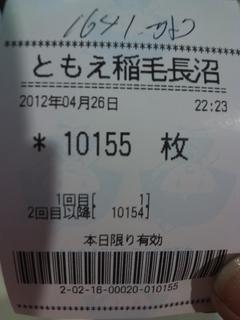 ともえ稲毛長沼
2012年04月26日 22:23
* 10155 枚
1回目[ 1]
2回目以降[ 10154]
本日限り有効
2-02-16-00020-010155